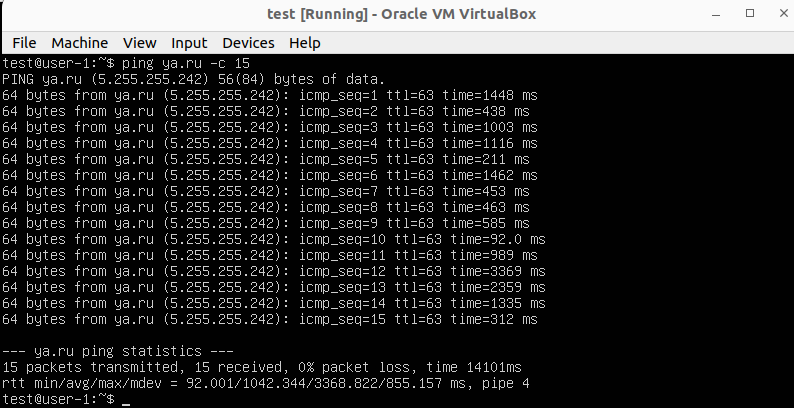 test [Running] - Oracle VM VirtualBox
File Machine View Input Devices Help
test@user-1:~$ ping ya.ru -c 15
PING ya.ru (5.255.255.242) 56(84) bytes of data.
64 bytes from ya.ru (5.255.255.242): icmp_seq=1 ttl=63 time=1448 ms
64 bytes from ya.ru (5.255.255.242): icmp_seq=2 ttl=63 time=438 ms
64 bytes from ya.ru (5.255.255.242): icmp_seq=3 ttl=63 time=1003 ms
64 bytes from ya.ru (5.255.255.242): icmp_seq=4 ttl=63 time=1116 ms
64 bytes from ya.ru (5.255.255.242): icmp_seq=5 ttl=63 time=211 ms
64 bytes from ya.ru (5.255.255.242): icmp_seq=6 ttl=63 time=1462 ms
64 bytes from ya.ru (5.255.255.242): icmp_seq=7 ttl=63 time=453 ms
64 bytes from ya.ru (5.255.255.242): icmp_seq=8 ttl=63 time=463 ms
64 bytes from ya.ru (5.255.255.242): icmp_seq=9 ttl=63 time=585 ms
64 bytes from ya.ru (5.255.255.242): icmp_seq=10 ttl=63 time=92.0 ms
64 bytes from ya.ru (5.255.255.242): icmp_seq=11 ttl=63 time=989 ms
64 bytes from ya.ru (5.255.255.242): icmp_seq=12 ttl=63 time=3369 ms
64 bytes from ya.ru (5.255.255.242): icmp_seq=13 ttl=63 time=2359 ms
64 bytes from ya.ru (5.255.255.242): icmp_seq=14 ttl=63 time=1335 ms
64 bytes from ya.ru (5.255.255.242): icmp_seq=15 ttl=63 time=312 ms
--- ya.ru ping statistics ---
15 packets transmitted, 15 received, 0% packet loss, time 14101ms
rtt min/avg/max/mdev = 92.001/1042.344/3368.822/855.157 ms, pipe 4
test@user-1:~$ _